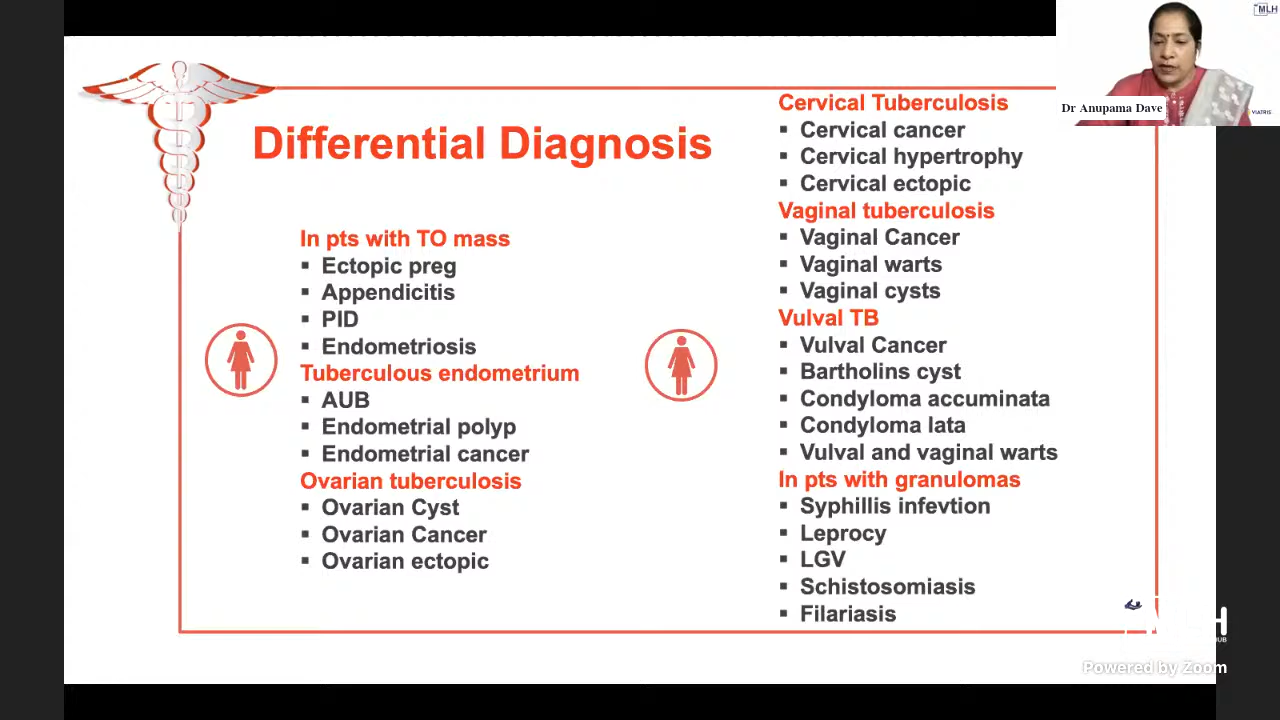 Differential Diagnosis
In pts with TO mass
▪ Ectopic preg
▪ Appendicitis
▪ PID
▪ Endometriosis
Tuberculous endometrium
▪ AUB
▪ Endometrial polyp
▪ Endometrial cancer
Ovarian tuberculosis
▪ Ovarian Cyst
▪ Ovarian Cancer
▪ Ovarian ectopic
Cervical Tuberculosis
▪ Cervical cancer
▪ Cervical hypertrophy
▪ Cervical ectopic
Vaginal tuberculosis
▪ Vaginal Cancer
▪ Vaginal warts
▪ Vaginal cysts
Vulval TB
▪ Vulval Cancer
▪ Bartholins cyst
▪ Condyloma accuminata
▪ Condyloma lata
▪ Vulval and vaginal warts
In pts with granulomas
▪ Syphillis infevtion
▪ Leprocy
▪ LGV
▪ Schistosomiasis
▪ Filariasis
MLH
Dr Anupama Dave
VIATRIS
Powered by Zoom